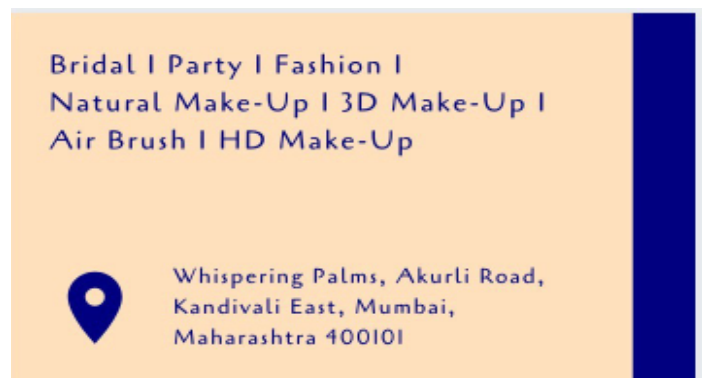 Bridal I Party I Fashion I
Natural Make-Up I 3D Make-Up I
Air Brush I HD Make-Up
Whispering Palms, Akurli Road,
Kandivali East, Mumbai,
Maharashtra 400101